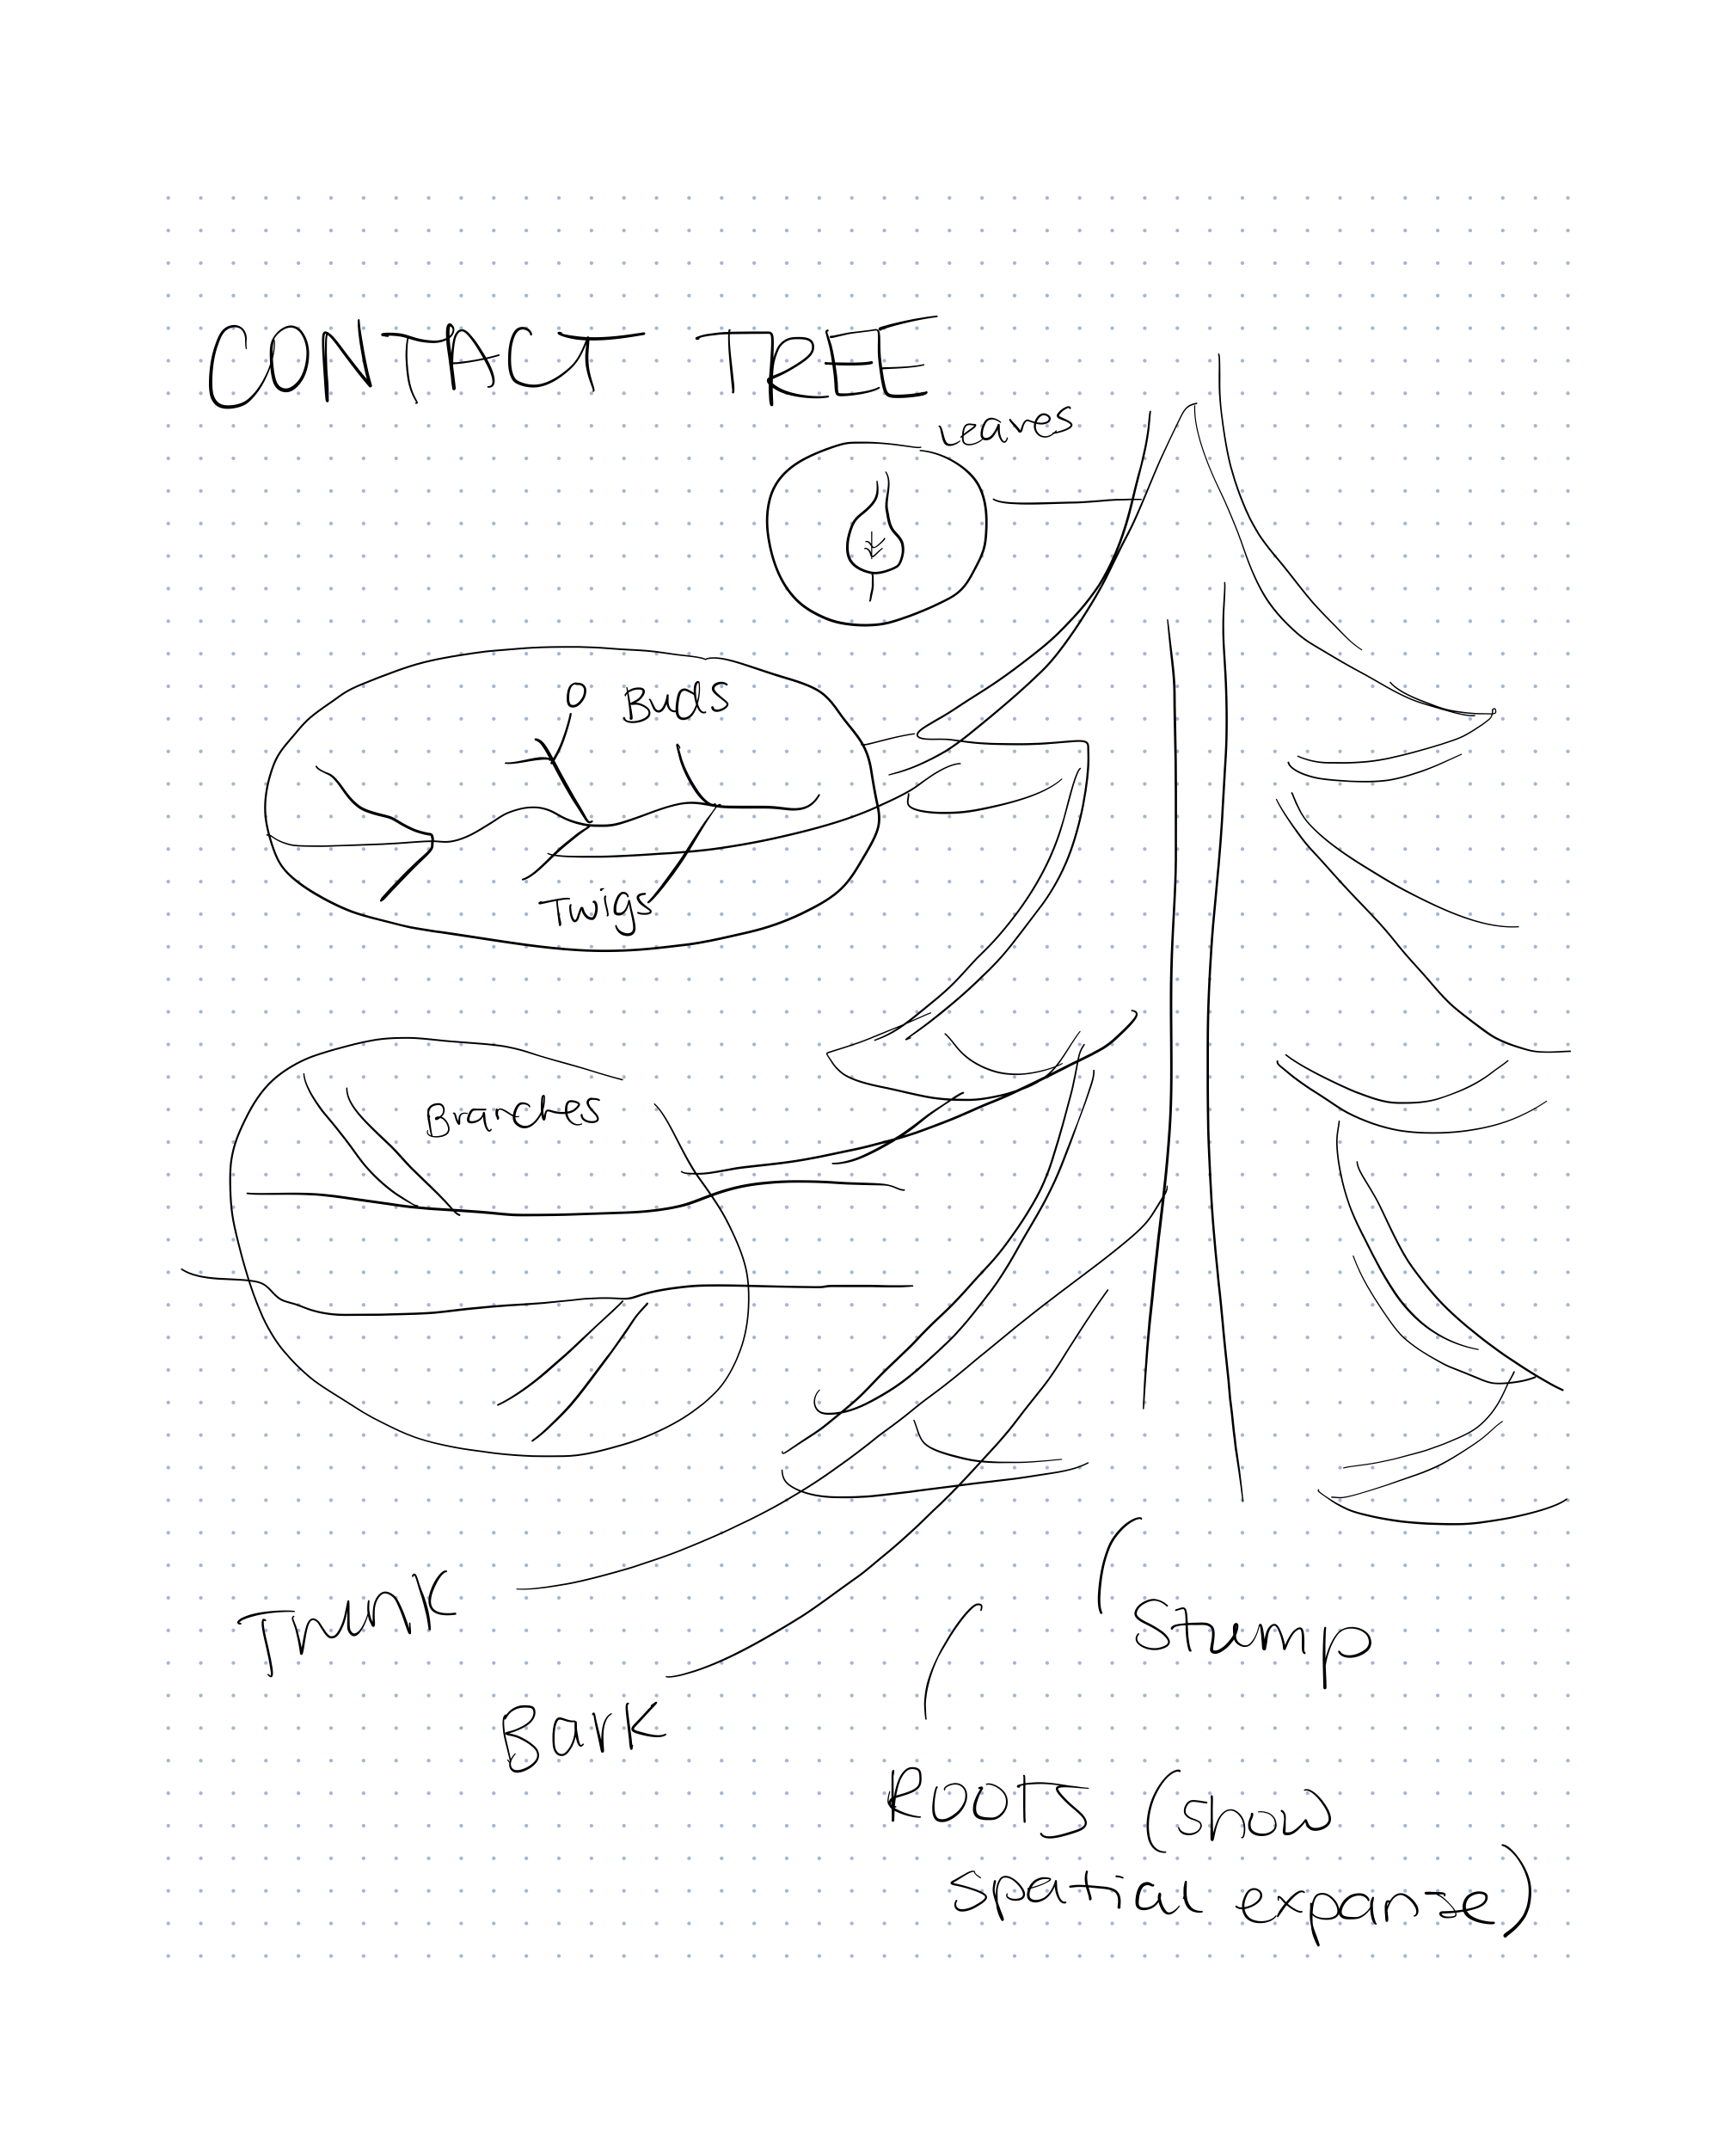 CONTACT TREE
Leaves
Buds
Twigs
Branches
Trunk
Stump
Bark
Roots (show
spatial expanse)